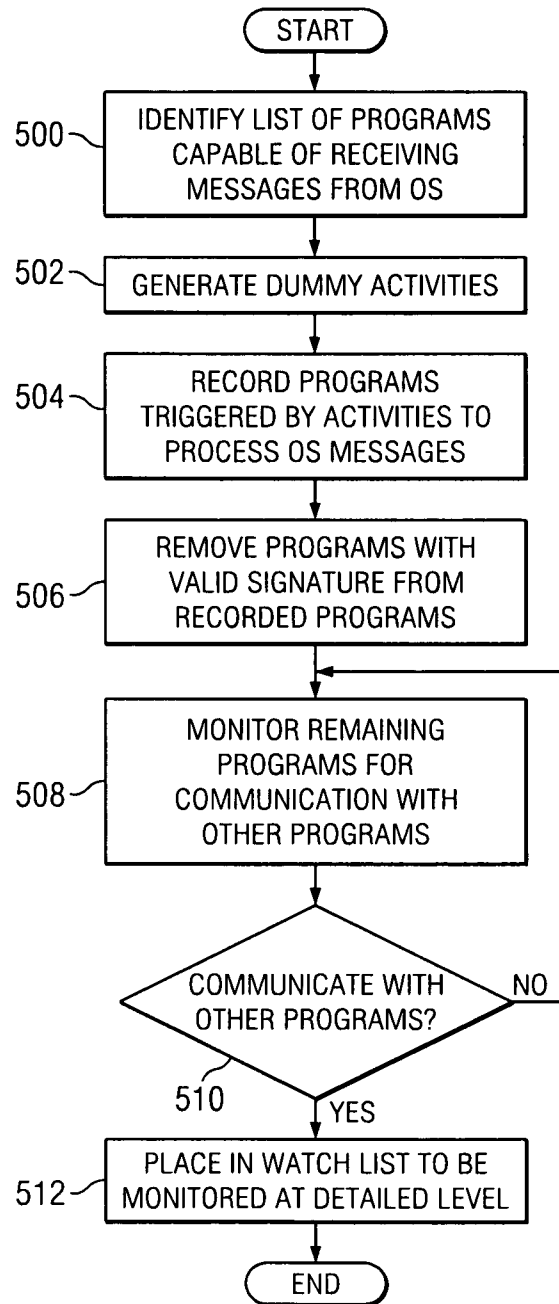 START
500
IDENTIFY LIST OF PROGRAMS
CAPABLE OF RECEIVING
MESSAGES FROM OS
502
GENERATE DUMMY ACTIVITIES
504
RECORD PROGRAMS
TRIGGERED BY ACTIVITIES TO
PROCESS OS MESSAGES
506
REMOVE PROGRAMS WITH
VALID SIGNATURE FROM
RECORDED PROGRAMS
508
MONITOR REMAINING
PROGRAMS FOR
COMMUNICATION WITH
OTHER PROGRAMS
COMMUNICATE WITH
OTHER PROGRAMS?
NO
510
YES
512
PLACE IN WATCH LIST TO BE
MONITORED AT DETAILED LEVEL
END